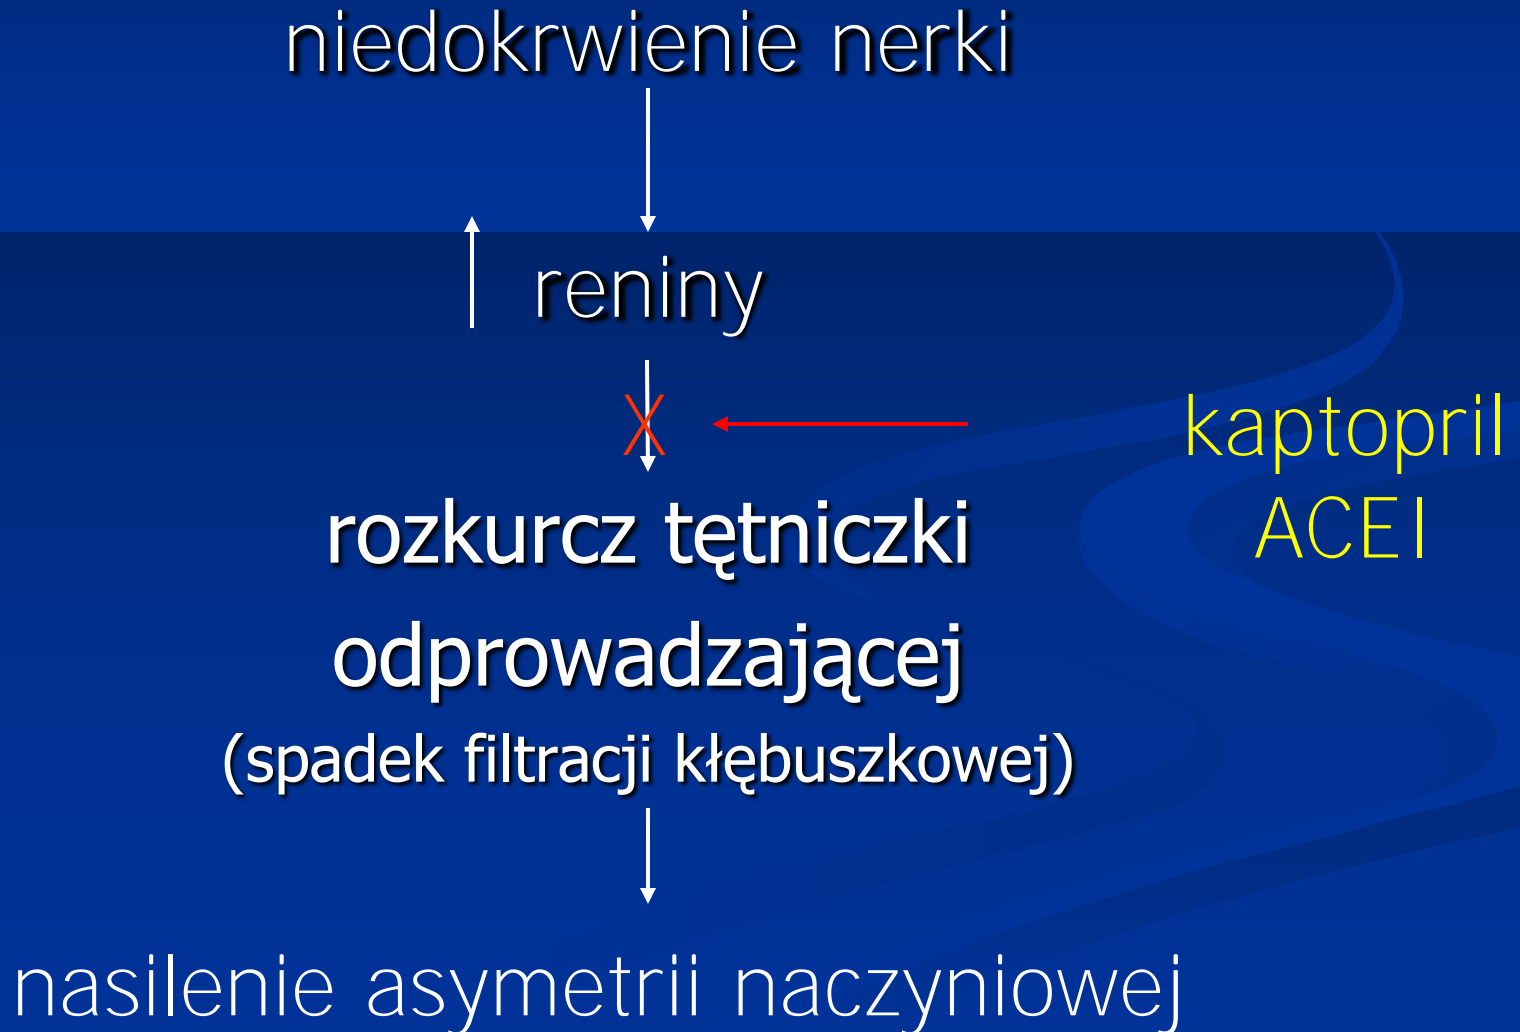 niedokrwienie nerki
reniny
X
kaptopril
ACEI
rozkurcz tętniczki
odprowadzającej
(spadek filtracji kłębuszkowej)
nasilenie asymetrii naczyniowej